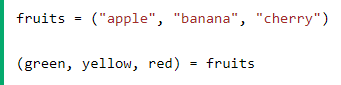 fruits = ("apple", "banana", "cherry")
(green, yellow, red) = fruits